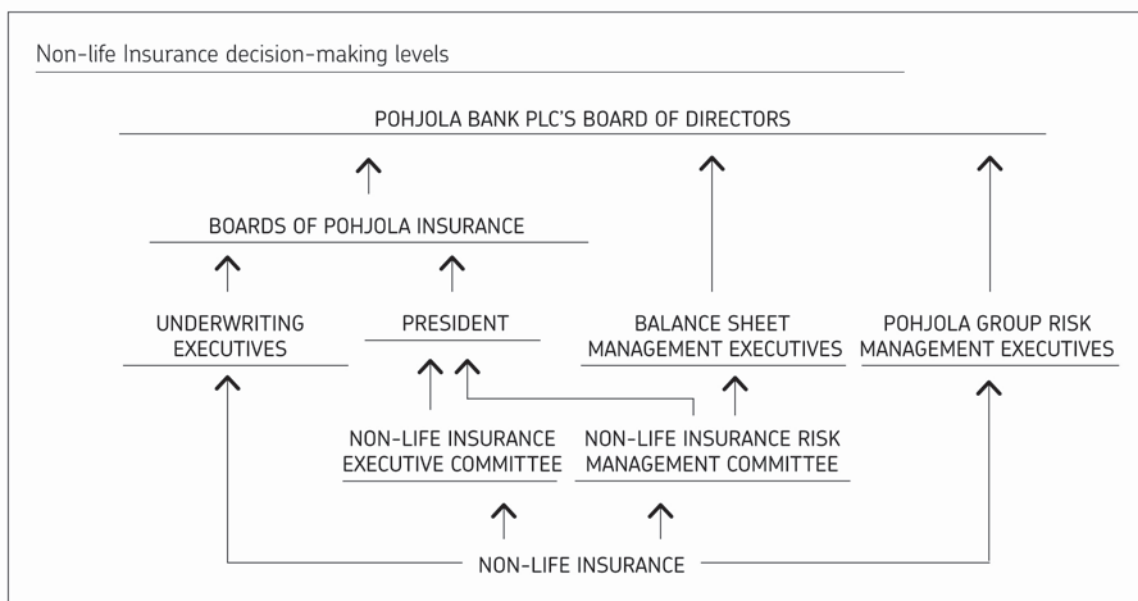 Non-life Insurance decision-making levels
POHJOLA BANK PLC'S BOARD OF DIRECTORS
BOARDS OF POHJOLA INSURANCE
UNDERWRITING
EXECUTIVES
PRESIDENT
BALANCE SHEET
MANAGEMENT EXECUTIVES
POHJOLA GROUP RISK
MANAGEMENT EXECUTIVES
NON-LIFE INSURANCE
EXECUTIVE COMMITTEE
NON-LIFE INSURANCE RISK
MANAGEMENT COMMITTEE
NON-LIFE INSURANCE